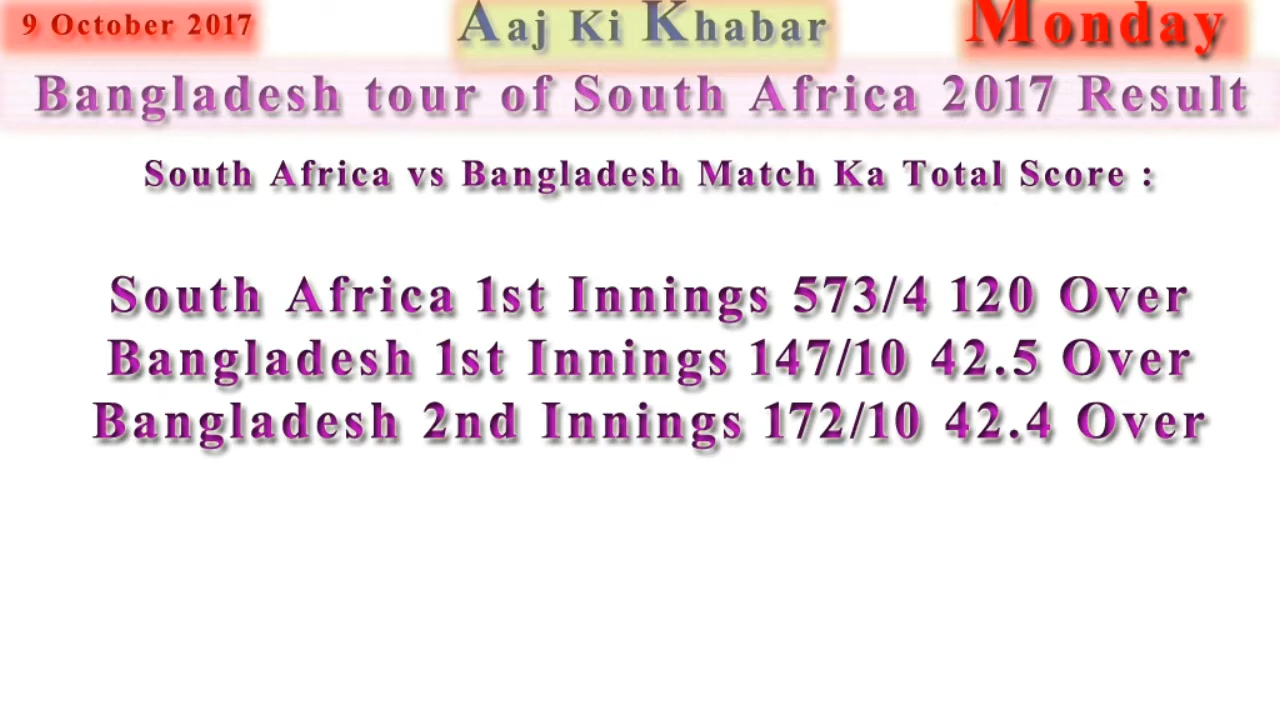 9 October 2017 Aaj Ki Khabar Monday
Bangladesh tour of South Africa 2017 Result
South Africa vs Bangladesh Match Ka Total Score :
South Africa 1st Innings 573/4 120 Over
Bangladesh 1st Innings 147/10 42.5 Over
Bangladesh 2nd Innings 172/10 42.4 Over